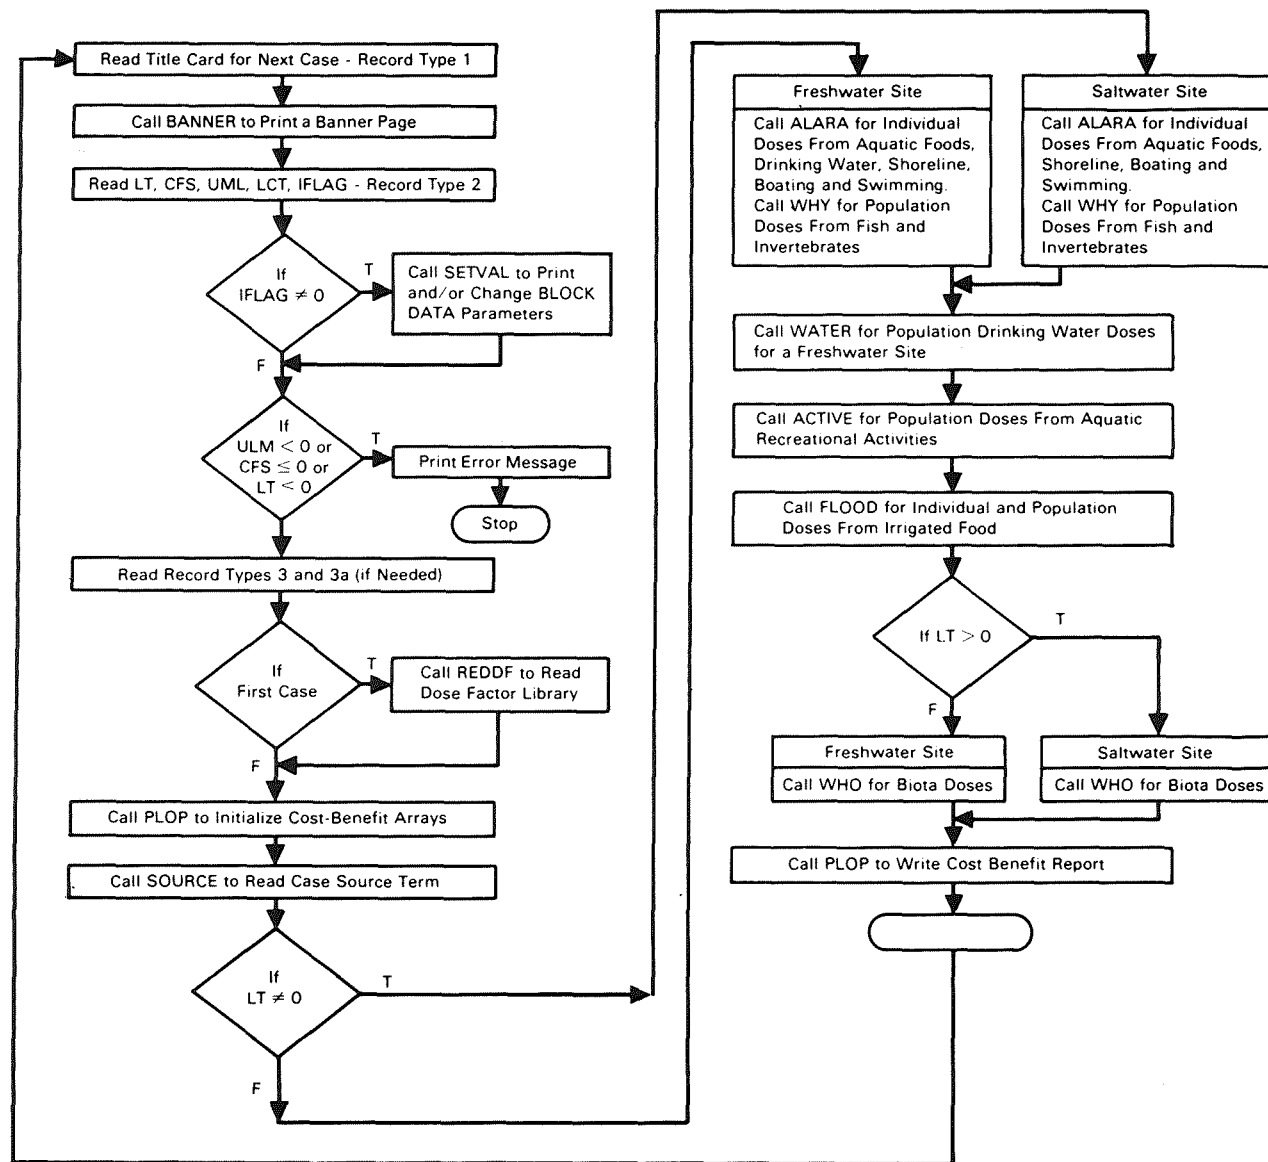 Read Title Card for Next Case - Record Type 1
Call BANNER to Print a Banner Page
Read LT, CFS, UML, LCT, IFLAG - Record Type 2
If
IFLAG ≠ 0
T
Call SETVAL to Print
and/or Change BLOCK
DATA Parameters
F
If
ULM < 0 or
CFS ≤ 0 or
LT < 0
T
Print Error Message
Stop
Read Record Types 3 and 3a (if Needed)
If
First Case
T
Call REDDF to Read
Dose Factor Library
F
Call PLOP to Initialize Cost-Benefit Arrays
Call SOURCE to Read Case Source Term
If
LT ≠ 0
T
F
Freshwater Site
Call ALARA for Individual
Doses From Aquatic Foods,
Drinking Water, Shoreline,
Boating and Swimming.
Call WHY for Population
Doses From Fish and
Invertebrates
Saltwater Site
Call ALARA for Individual
Doses From Aquatic Foods,
Shoreline, Boating and
Swimming.
Call WHY for Population
Doses From Fish and
Invertebrates
Call WATER for Population Drinking Water Doses
for a Freshwater Site
Call ACTIVE for Population Doses From Aquatic
Recreational Activities
Call FLOOD for Individual and Population
Doses From Irrigated Food
If LT > 0
T
F
Freshwater Site
Call WHO for Biota Doses
Saltwater Site
Call WHO for Biota Doses
Call PLOP to Write Cost Benefit Report